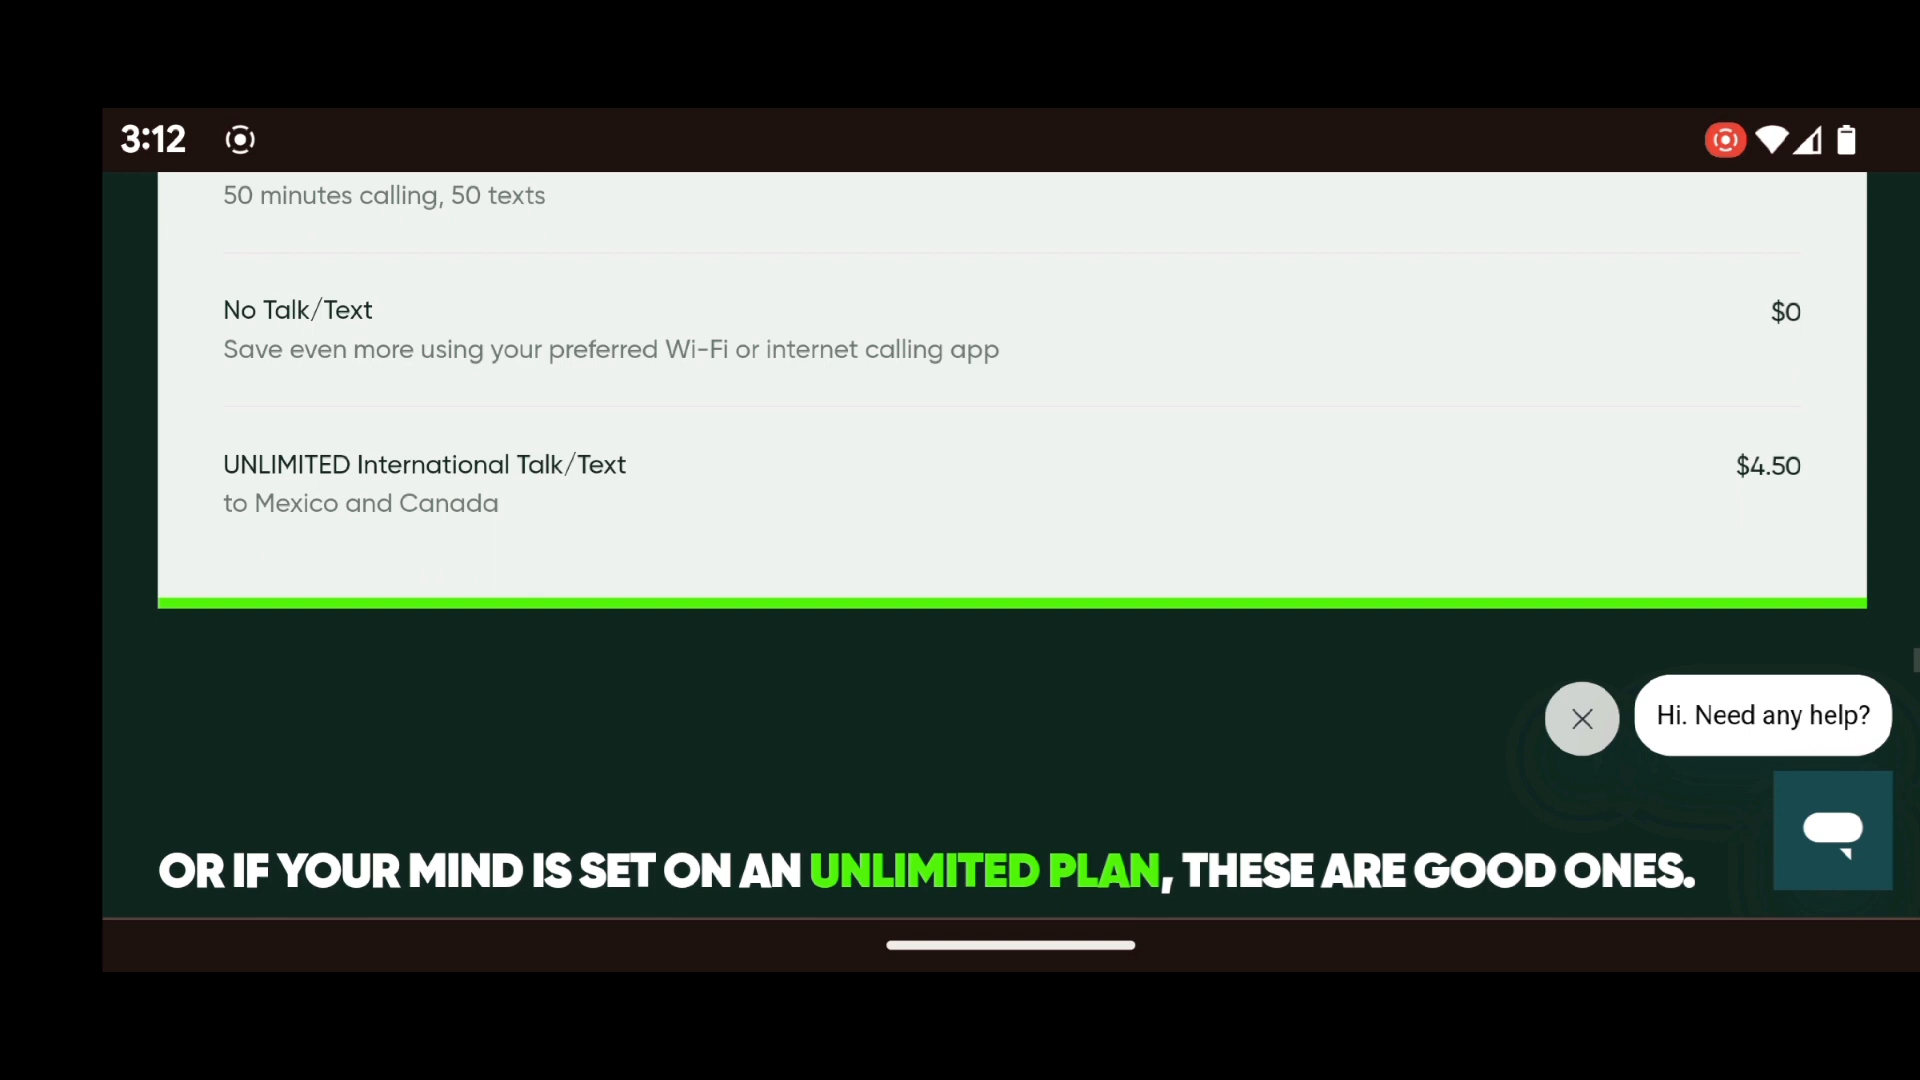 3:12
50 minutes calling, 50 texts
No Talk/Text
$0
Save even more using your preferred Wi-Fi or internet calling app
UNLIMITED International Talk/Text
$4.50
to Mexico and Canada
Hi. Need any help?
OR IF YOUR MIND IS SET ON AN UNLIMITED PLAN, THESE ARE GOOD ONES.